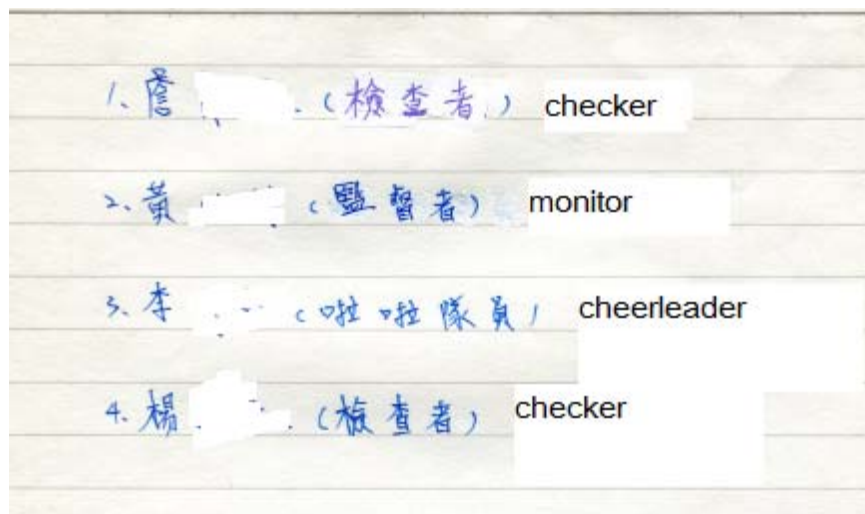 1、詹 (檢查者) checker
2、黃 (監督者) monitor
3、李 (啦啦隊員) cheerleader
4、楊 (檢查者) checker